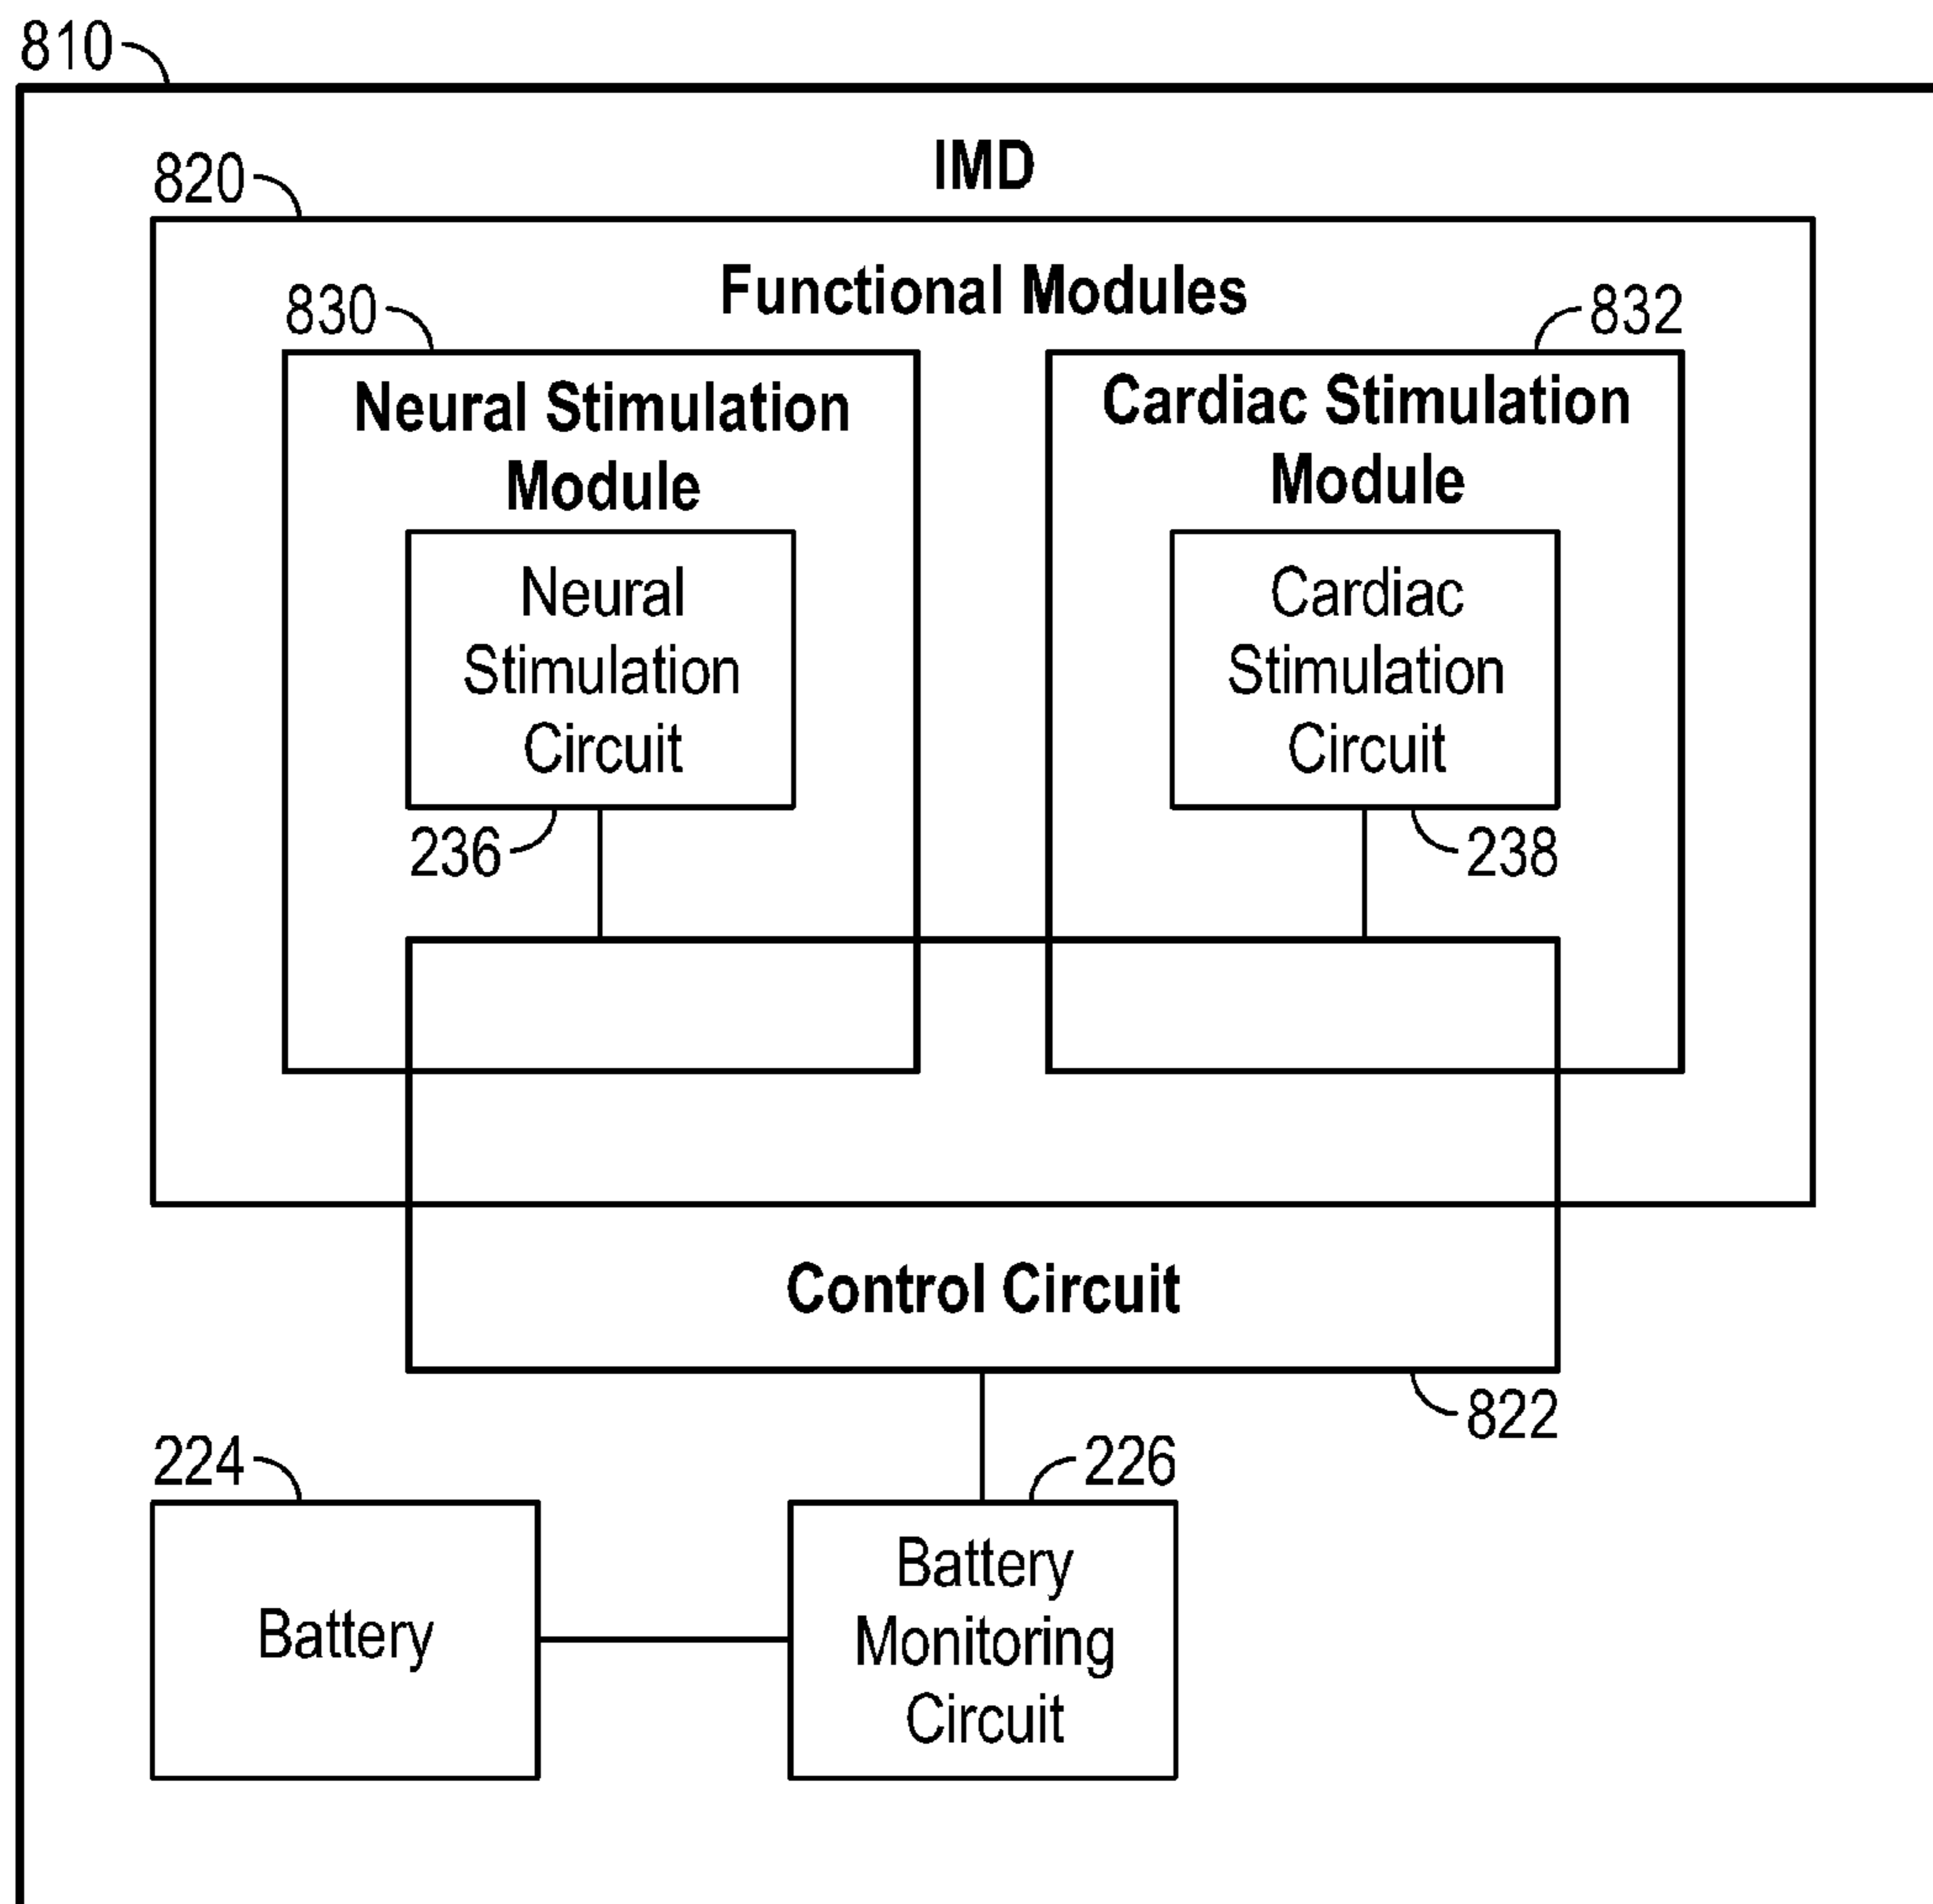 810
IMD
820
Functional Modules
830
832
Neural Stimulation
Module
Cardiac Stimulation
Module
Neural
Stimulation
Circuit
Cardiac
Stimulation
Circuit
236
238
Control Circuit
822
224
226
Battery
Battery
Monitoring
Circuit